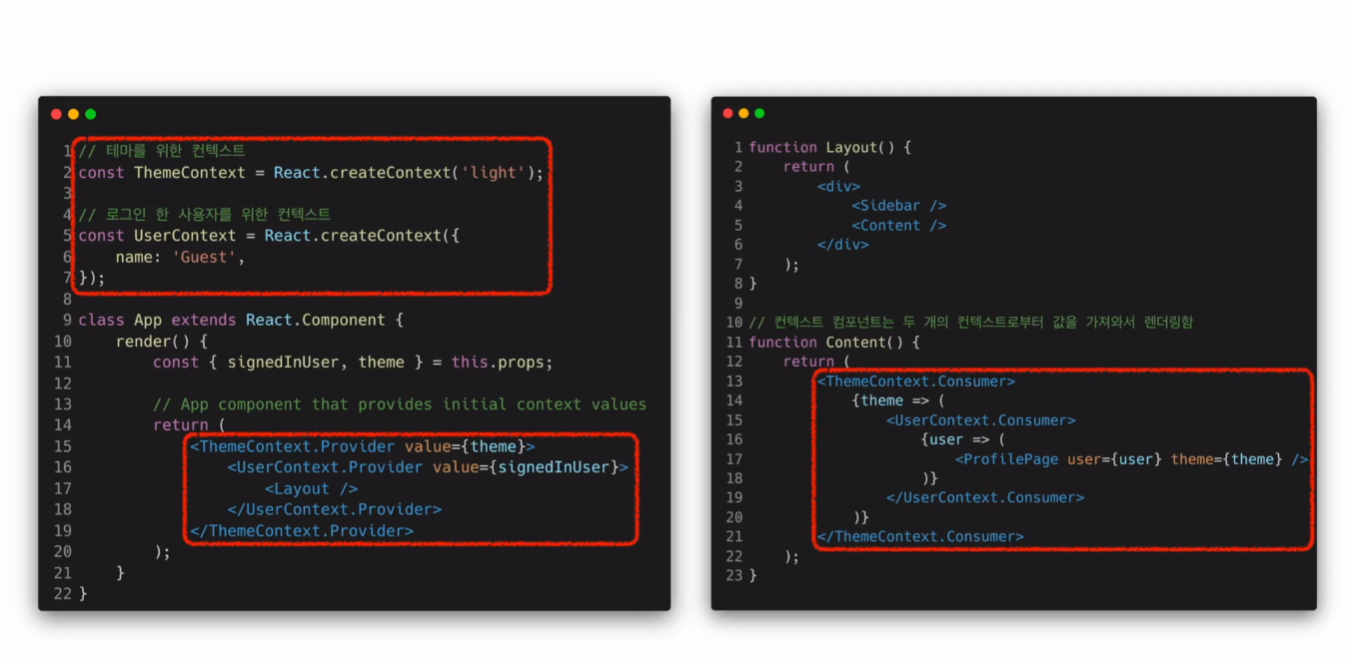 1 // 테마를 위한 컨텍스트
2 const ThemeContext = React.createContext('light');
3
4 // 로그인 한 사용자를 위한 컨텍스트
5 const UserContext = React.createContext({
6     name: 'Guest',
7 });
8
9 class App extends React.Component {
10     render() {
11         const { signedInUser, theme } = this.props;
12
13         // App component that provides initial context values
14         return (
15             <ThemeContext.Provider value={theme}>
16                 <UserContext.Provider value={signedInUser}>
17                     <Layout />
18                 </UserContext.Provider>
19             </ThemeContext.Provider>
20         );
21     }
22 }
1 function Layout() {
2     return (
3         <div>
4             <Sidebar />
5             <Content />
6         </div>
7     );
8 }
9
10 // 컨텍스트 컴포넌트는 두 개의 컨텍스트로부터 값을 가져와서 렌더링함
11 function Content() {
12     return (
13         <ThemeContext.Consumer>
14             {theme => (
15                 <UserContext.Consumer>
16                     {user => (
17                         <ProfilePage user={user} theme={theme} />
18                     )}
19                 </UserContext.Consumer>
20             )}
21         </ThemeContext.Consumer>
22     );
23 }